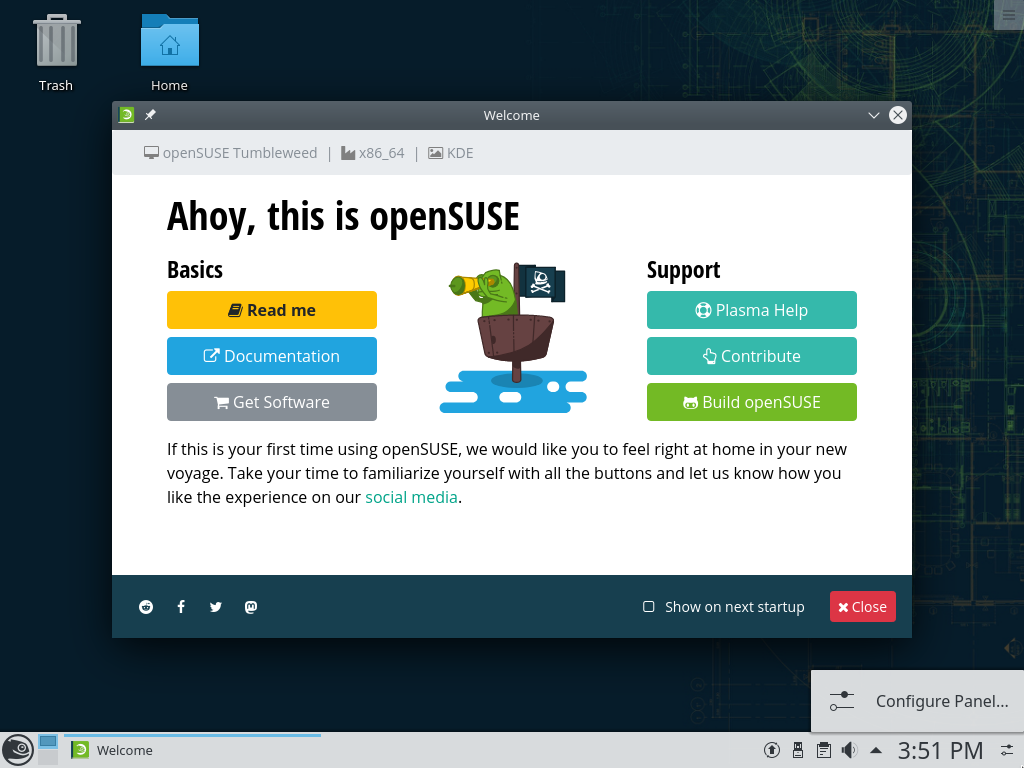 Trash
Home
Welcome
openSUSE Tumbleweed | x86_64 | KDE
Ahoy, this is openSUSE
Basics
Support
Read me
Plasma Help
Documentation
Contribute
Get Software
Build openSUSE
If this is your first time using openSUSE, we would like you to feel right at home in your new
voyage. Take your time to familiarize yourself with all the buttons and let us know how you
like the experience on our social media.
Show on next startup
Close
Configure Panel...
Welcome
3:51 PM